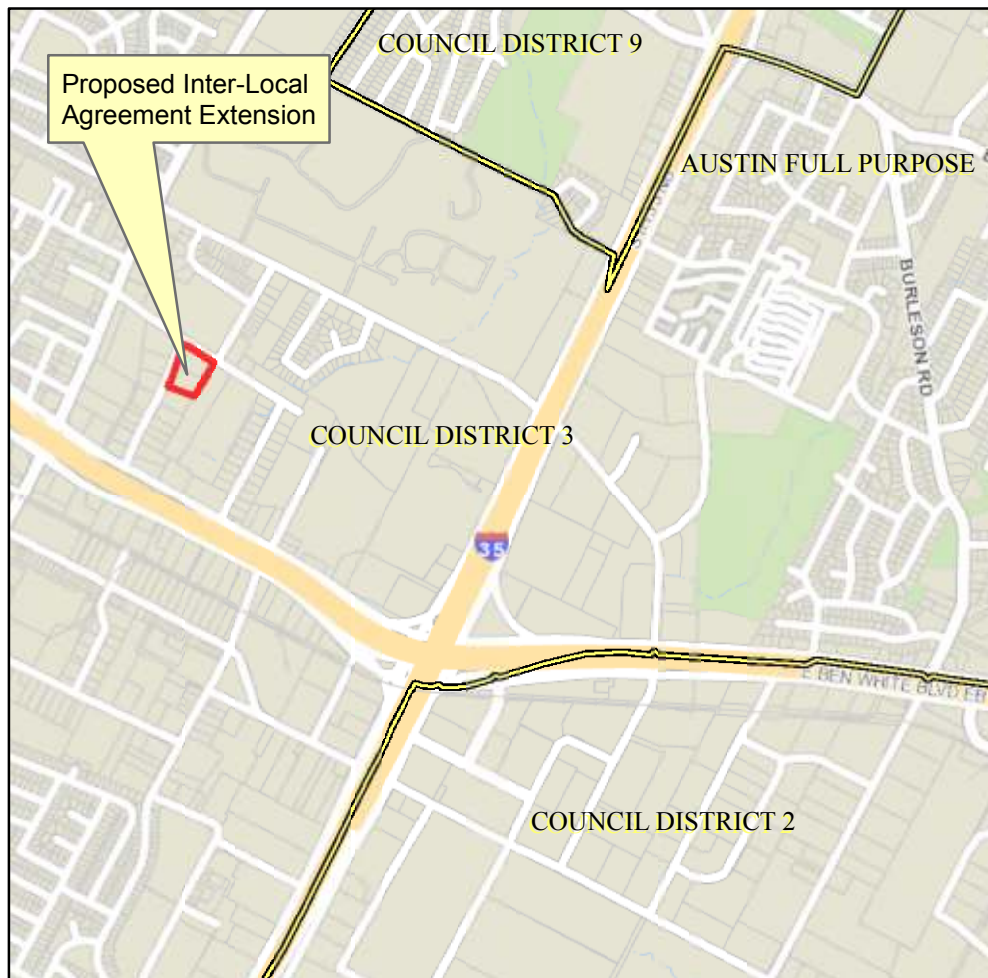 COUNCIL DISTRICT 9
Proposed Inter-Local
Agreement Extension
AUSTIN FULL PURPOSE
BURLESON RD
COUNCIL DISTRICT 3
35
E BEN WHITE BLVD EB
COUNCIL DISTRICT 2